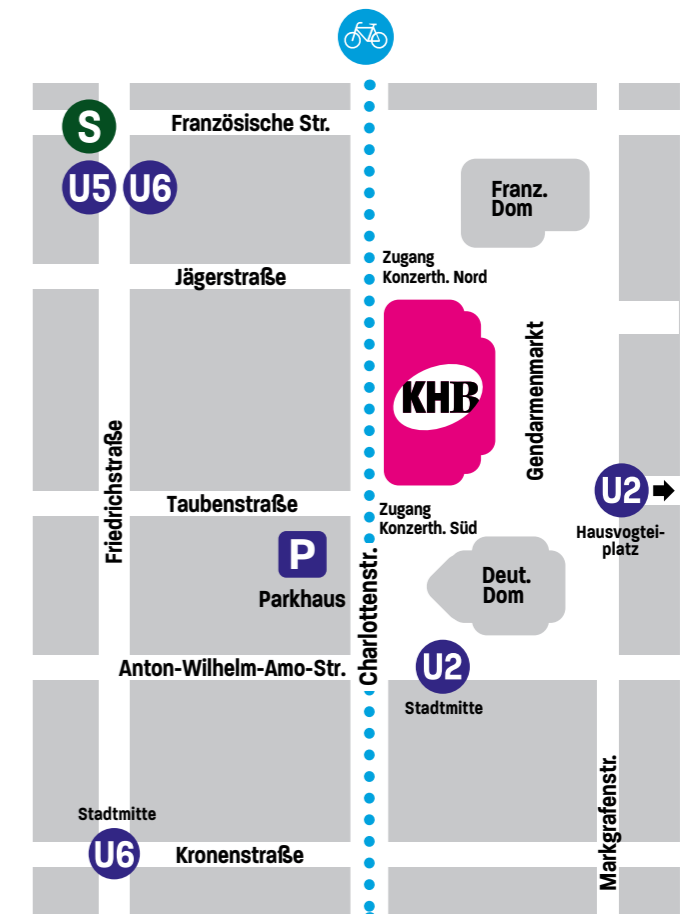 S
Französische Str.
U5
U6
Franz.
Dom
Zugang
Konzerth. Nord
Jägerstraße
KHB
Gendarmenmarkt
Friedrichstraße
U2
Taubenstraße
Zugang
Konzerth. Süd
Hausvogtei-
platz
P
Parkhaus
Charlottenstr.
Deut.
Dom
Anton-Wilhelm-Amo-Str.
U2
Stadtmitte
Markgrafenstr.
Stadtmitte
U6
Kronenstraße